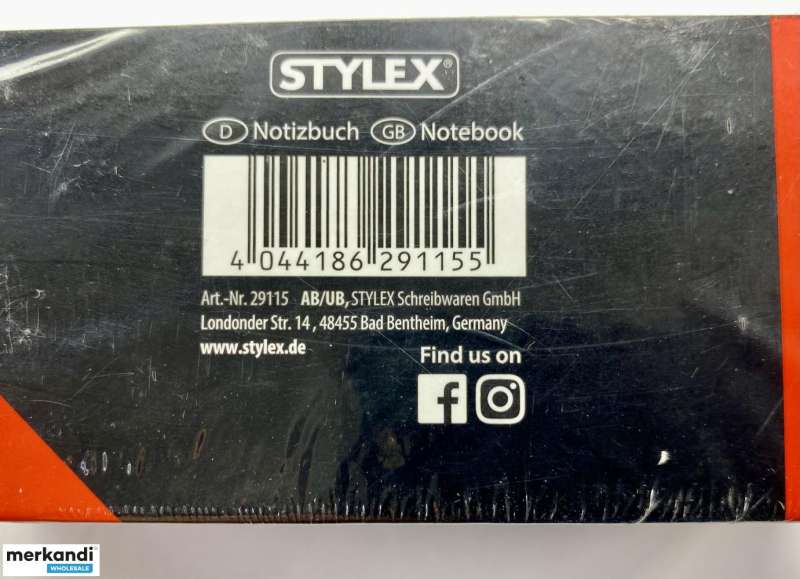 STYLEX®
D Notizbuch GB Notebook
4 044186 291155
Art.-Nr. 29115 AB/UB, STYLEX Schreibwaren GmbH
Londonder Str. 14 , 48455 Bad Bentheim, Germany
www.stylex.de
Find us on
merkandi
WHOLESALE